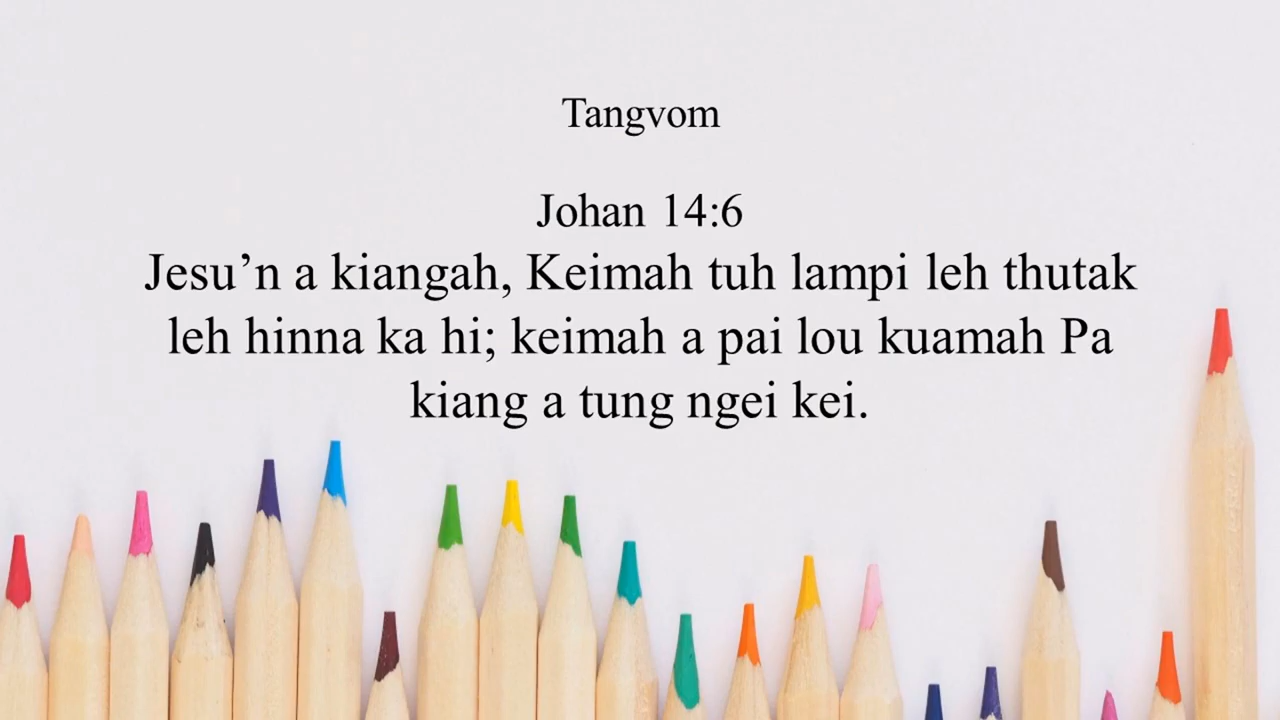 Tangvom
Johan 14:6
Jesu’n a kiangah, Keimah tuh lampi leh thutak
leh hinna ka hi; keimah a pai lou kuamah Pa
kiang a tung ngei kei.